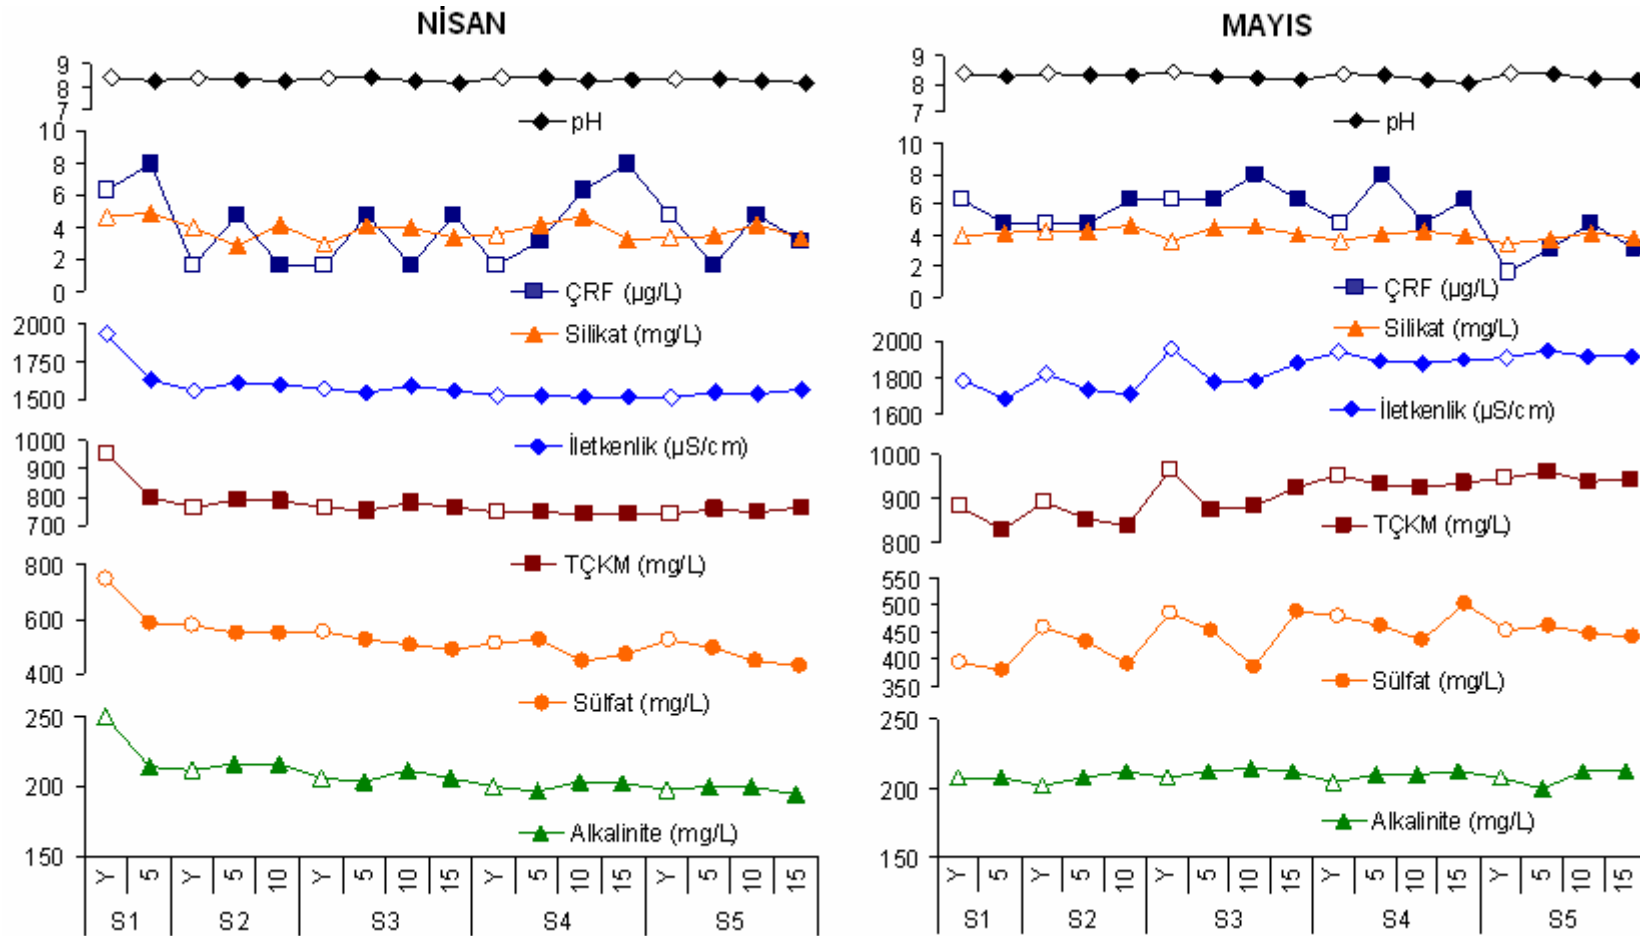 NİSAN
9
8
7
pH
10
8
6
4
2
0
ÇRF (µg/L)
Silikat (mg/L)
2000
1750
1500
İletkenlik (µS/cm)
1000
900
800
700
TÇKM (mg/L)
800
600
400
Sülfat (mg/L)
250
200
150
Alkalinite (mg/L)
Y 5 Y 5 10 Y 5 10 15 Y 5 10 15 Y 5 10 15
S1 S2 S3 S4 S5
MAYIS
9
8
7
pH
10
8
6
4
2
0
ÇRF (µg/L)
Silikat (mg/L)
2000
1800
1600
İletkenlik (µS/cm)
1000
900
800
TÇKM (mg/L)
550
500
450
400
350
Sülfat (mg/L)
250
200
150
Alkalinite (mg/L)
Y 5 Y 5 10 Y 5 10 15 Y 5 10 15 Y 5 10 15
S1 S2 S3 S4 S5